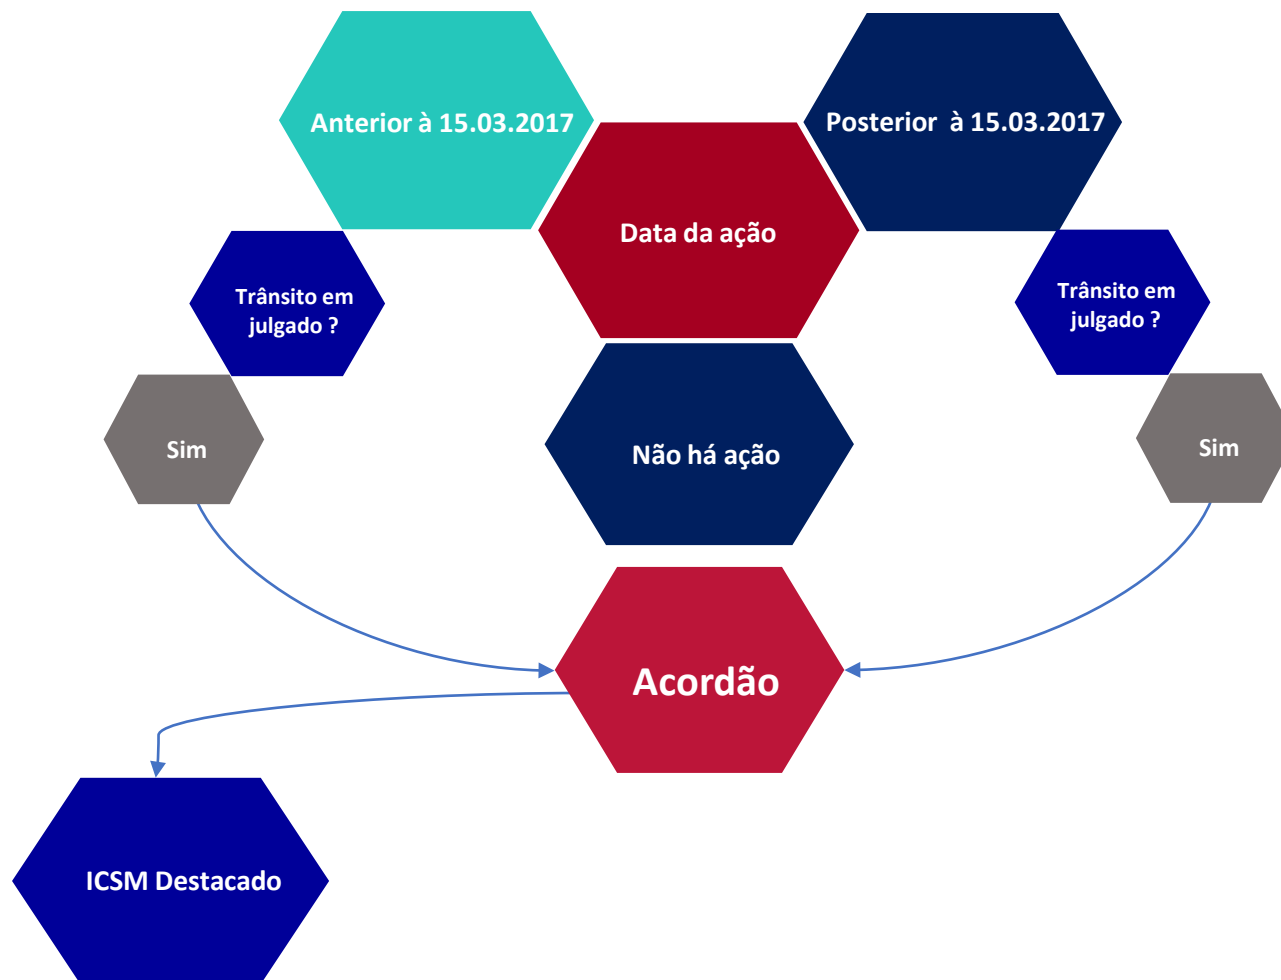 Anterior à 15.03.2017
Posterior à 15.03.2017
Data da ação
Trânsito em
julgado ?
Trânsito em
julgado ?
Sim
Não há ação
Sim
Acordão
ICSM Destacado